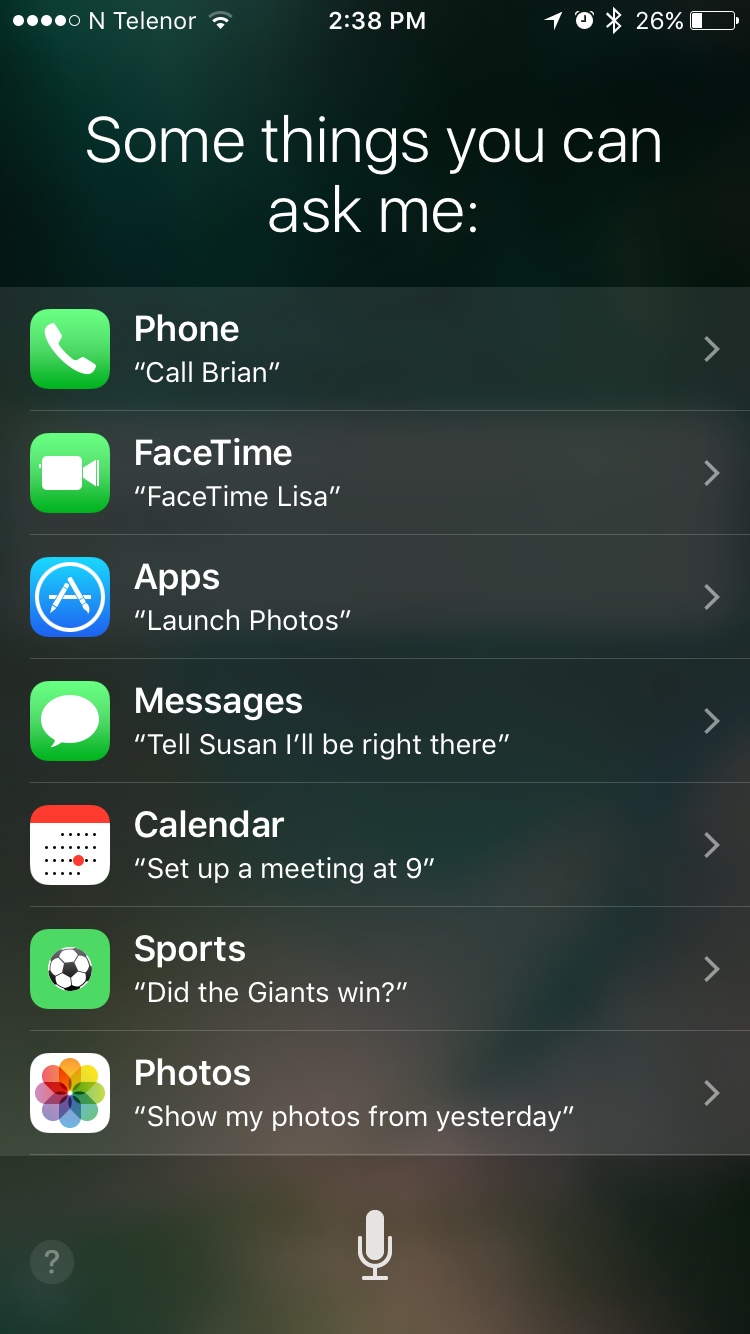 N Telenor 2:38 PM 26%
Some things you can
ask me:
Phone
“Call Brian”
FaceTime
“FaceTime Lisa”
Apps
“Launch Photos”
Messages
“Tell Susan I’ll be right there”
Calendar
“Set up a meeting at 9”
Sports
“Did the Giants win?”
Photos
“Show my photos from yesterday”
?